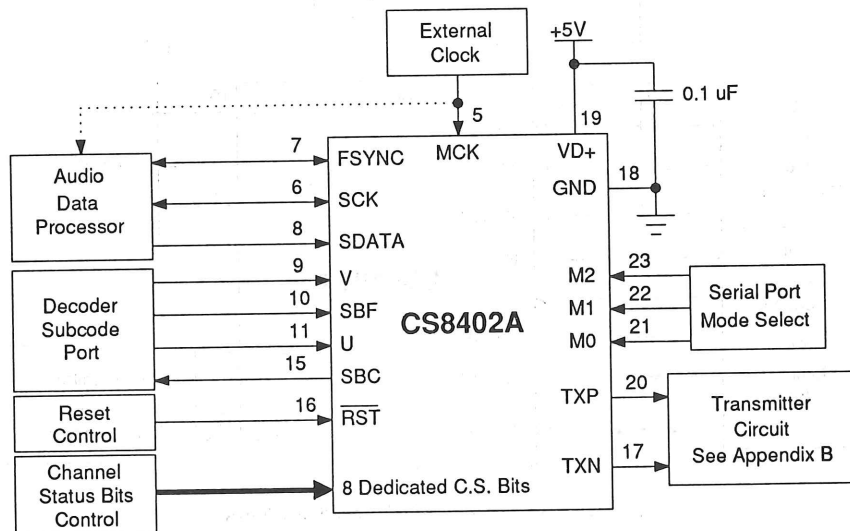 External
Clock
+5V
0.1 uF
5
19
7
FSYNC
MCK
VD+
Audio
Data
Processor
18
GND
6
SCK
8
SDATA
9
V
23
M2
Serial Port
Mode Select
10
SBF
22
M1
Decoder
Subcode
Port
CS8402A
11
U
21
M0
15
SBC
20
TXP
Transmitter
Circuit
See Appendix B
Reset
Control
16
RST
17
TXN
Channel
Status Bits
Control
8 Dedicated C.S. Bits